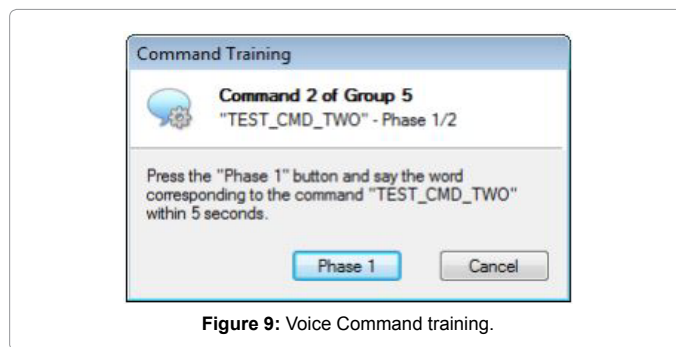 Command Training
Command 2 of Group 5
"TEST_CMD_TWO" - Phase 1/2
Press the "Phase 1" button and say the word
corresponding to the command "TEST_CMD_TWO"
within 5 seconds.
Phase 1 Cancel
Figure 9: Voice Command training.